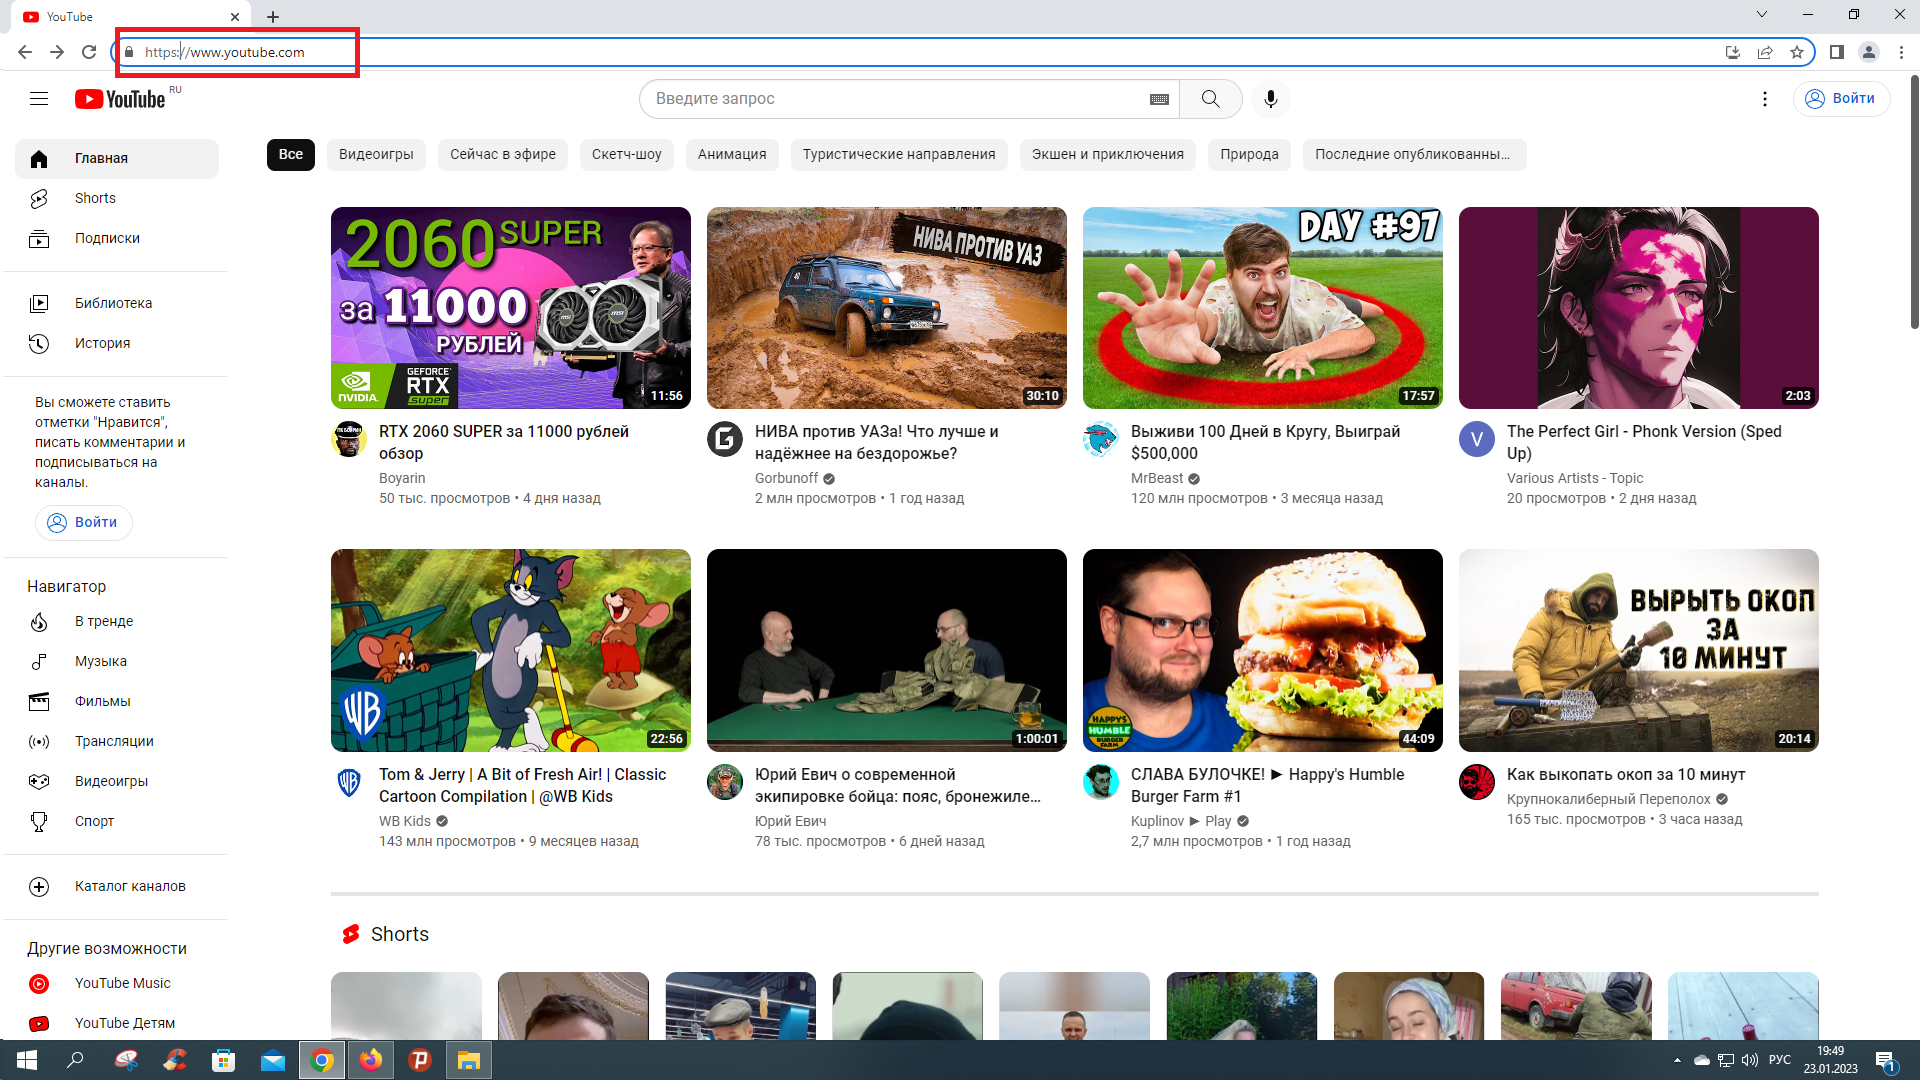 YouTube
https://www.youtube.com
YouTube RU
Введите запрос
Войти
Главная
Shorts
Подписки
Библиотека
История
Вы сможете ставить
отметки "Нравится",
писать комментарии и
подписываться на
каналы.
Войти
Навигатор
В тренде
Музыка
Фильмы
Трансляции
Видеоигры
Спорт
Каталог каналов
Другие возможности
YouTube Music
YouTube Детям
Все
Видеоигры
Сейчас в эфире
Скетч-шоу
Анимация
Туристические направления
Экшен и приключения
Природа
Последние опубликованны...
2060 SUPER
за 11000
РУБЛЕЙ
NVIDIA.
GEFORCE
RTX
super
msi
msi
11:56
RTX 2060 SUPER за 11000 рублей
обзор
Boyarin
50 тыс. просмотров • 4 дня назад
НИВА ПРОТИВ УАЗ
30:10
НИВА против УАЗа! Что лучше и
надёжнее на бездорожье?
Gorbunoff
2 млн просмотров • 1 год назад
DAY #97
17:57
Выживи 100 Дней в Кругу, Выиграй
$500,000
MrBeast
120 млн просмотров • 3 месяца назад
2:03
V
The Perfect Girl - Phonk Version (Sped
Up)
Various Artists - Topic
20 просмотров • 2 дня назад
WB
22:56
WB
Tom & Jerry | A Bit of Fresh Air! | Classic
Cartoon Compilation | @WB Kids
WB Kids
143 млн просмотров • 9 месяцев назад
1:00:01
Юрий Евич о современной
экипировке бойца: пояс, бронежиле...
Юрий Евич
78 тыс. просмотров • 6 дней назад
HAPPY'S
HUMBLE
BURGER FARM
44:09
СЛАВА БУЛОЧКЕ! ► Happy's Humble
Burger Farm #1
Kuplinov ► Play
2,7 млн просмотров • 1 год назад
ВЫРЫТЬ ОКОП
ЗА
10 МИНУТ
20:14
Как выкопать окоп за 10 минут
Крупнокалиберный Переполох
165 тыс. просмотров • 3 часа назад
Shorts
РУС
19:49
23.01.2023
1